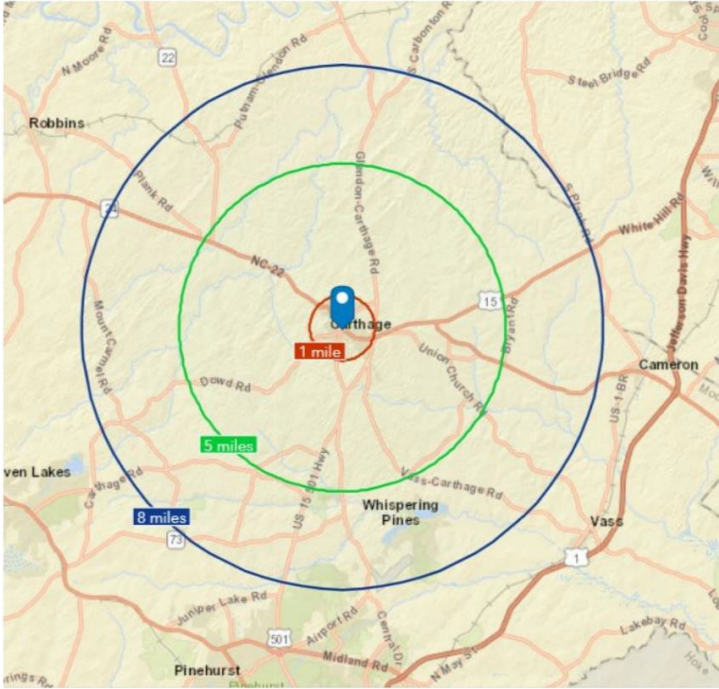 N Moore Rd
22
Putnam-Glendon Rd
S Carbonton R
Steel Bridge Rd
Robbins
Plank Rd
24
Glendon-Carthage Rd
White Hill Rd
NC-22
15
Carthage
1 mile
Bryant Rd
Jefferson Davis Hwy
Mount Carmel Rd
Union Church Rd
Cameron
Dowd Rd
US-1-BR
5 miles
ven Lakes
Carthage Rd
US 15 501 Hwy
Vass-Carthage Rd
8 miles
Whispering
Pines
Vass
73
1
Juniper Lake Rd
Airport Rd
Central Dr
Lakebay Rd
501
Midland Rd
N May St
Hoke
Pinehurst
Pinehurst
rings Rd